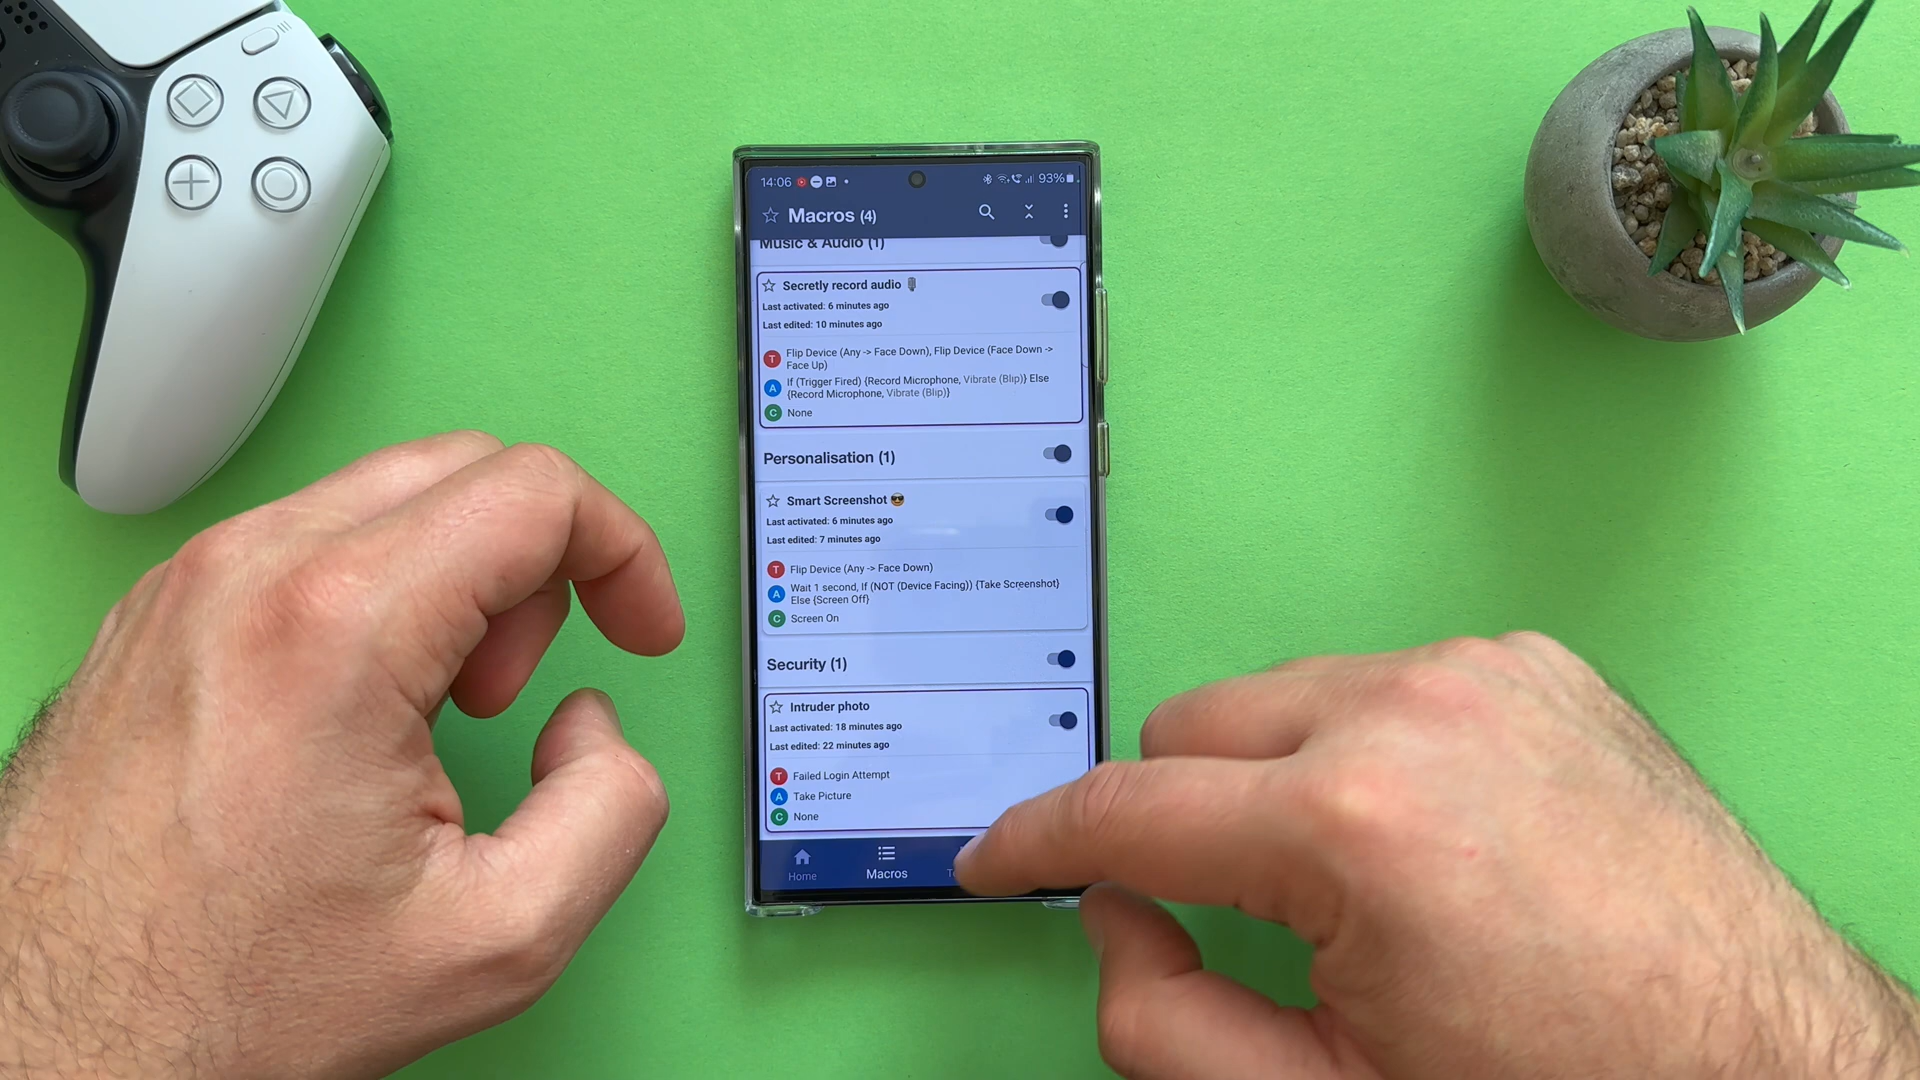 14:06
93%
Macros (4)
Music & Audio (1)
Secretly record audio
Last activated: 6 minutes ago
Last edited: 10 minutes ago
T Flip Device (Any -> Face Down), Flip Device (Face Down ->
Face Up)
A If (Trigger Fired) {Record Microphone, Vibrate (Blip)} Else
{Record Microphone, Vibrate (Blip)}
C None
Personalisation (1)
Smart Screenshot 😎
Last activated: 6 minutes ago
Last edited: 7 minutes ago
T Flip Device (Any -> Face Down)
A Wait 1 second, If (NOT (Device Facing)) {Take Screenshot}
Else {Screen Off}
C Screen On
Security (1)
Intruder photo
Last activated: 18 minutes ago
Last edited: 22 minutes ago
T Failed Login Attempt
A Take Picture
C None
Home
Macros